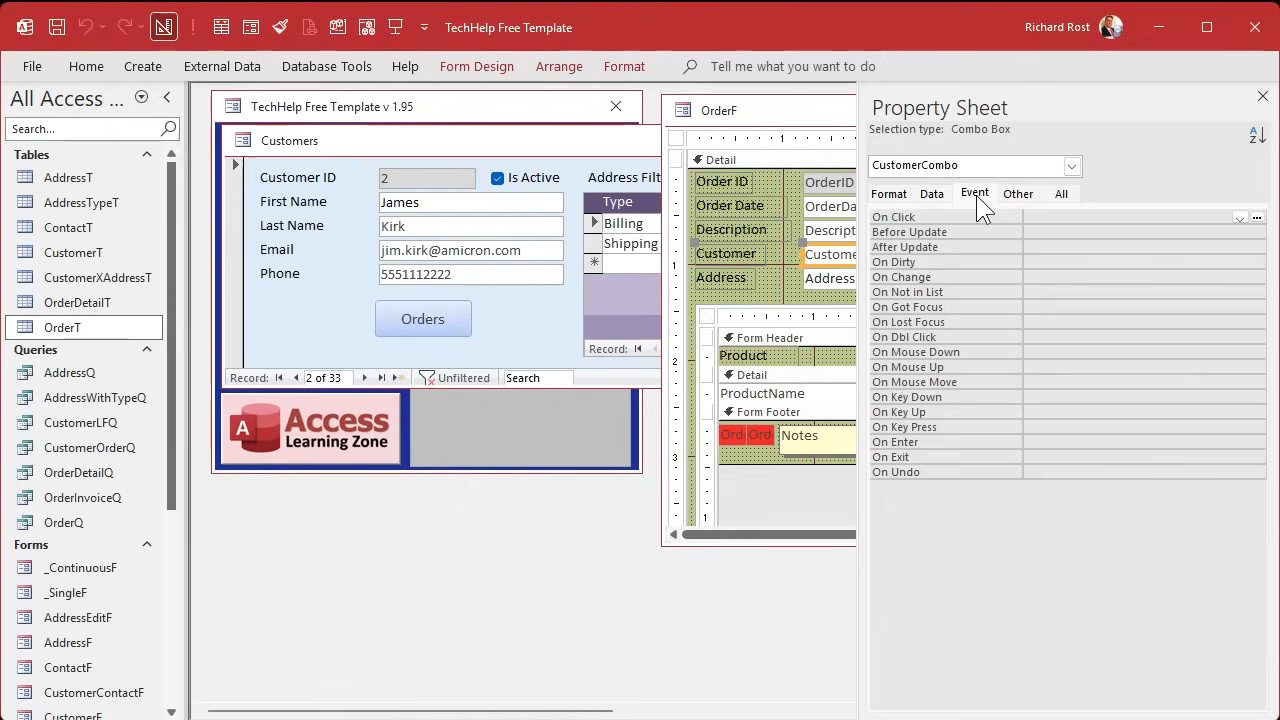 TechHelp Free Template
Richard Rost
File
Home
Create
External Data
Database Tools
Help
Form Design
Arrange
Format
Tell me what you want to do
All Access ...
Search...
Tables
AddressT
AddressTypeT
ContactT
CustomerT
CustomerXAddressT
OrderDetailT
OrderT
Queries
AddressQ
AddressWithTypeQ
CustomerLFQ
CustomerOrderQ
OrderDetailQ
OrderInvoiceQ
OrderQ
Forms
_ContinuousF
_SingleF
AddressEditF
AddressF
ContactF
CustomerContactF
CustomerF
TechHelp Free Template v 1.95
Customers
Customer ID 2 Is Active
First Name James
Last Name Kirk
Email jim.kirk@amicron.com
Phone 5551112222
Orders
Address Filt
Type
Billing
Shipping
Record:
Record: 2 of 33 Unfiltered Search
A Access
Learning Zone
OrderF
1
Detail
Order ID OrderID
Order Date OrderDa
Description Descript
Customer Custome
Address Address
1
2
3
1
Form Header
Product
Detail
ProductName
Form Footer
Ord Ord Notes
1
Property Sheet
Selection type: Combo Box
CustomerCombo
Format Data Event Other All
On Click
Before Update
After Update
On Dirty
On Change
On Not in List
On Got Focus
On Lost Focus
On Dbl Click
On Mouse Down
On Mouse Up
On Mouse Move
On Key Down
On Key Up
On Key Press
On Enter
On Exit
On Undo